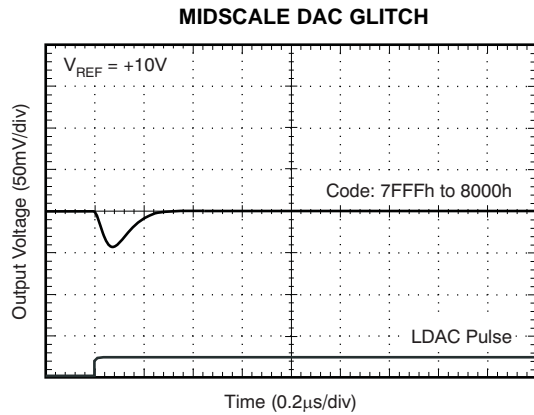 MIDSCALE DAC GLITCH
V_REF = +10V
Output Voltage (50mV/div)
Code: 7FFFh to 8000h
LDAC Pulse
Time (0.2µs/div)